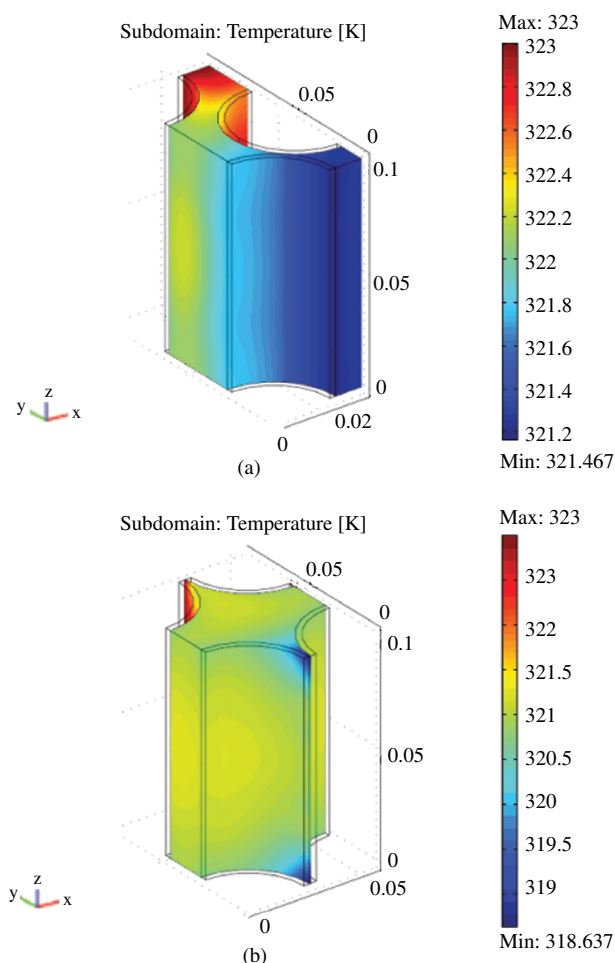 Subdomain: Temperature [K]
Max: 323
323
322.8
322.6
322.4
322.2
322
321.8
321.6
321.4
321.2
Min: 321.467
0.05
0
0.1
0.05
0
0.02
0
z
y
x
(a)
Subdomain: Temperature [K]
Max: 323
323
322
321.5
321
320.5
320
319.5
319
Min: 318.637
0.05
0
0.1
0.05
0
0.05
0
z
y
x
(b)